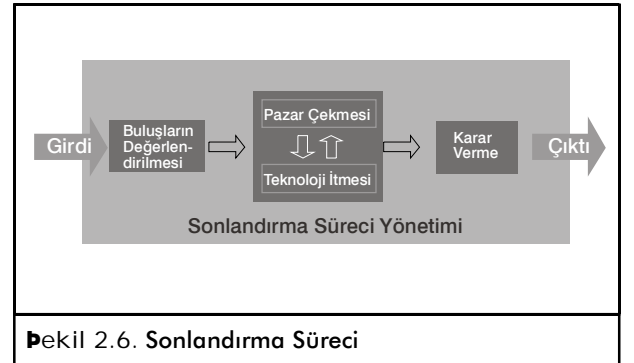 Girdi
Buluşların
Değerlen-
dirilmesi
Pazar Çekmesi
Teknoloji İtmesi
Karar
Verme
Çıktı
Sonlandırma Süreci Yönetimi
Þekil 2.6. Sonlandırma Süreci